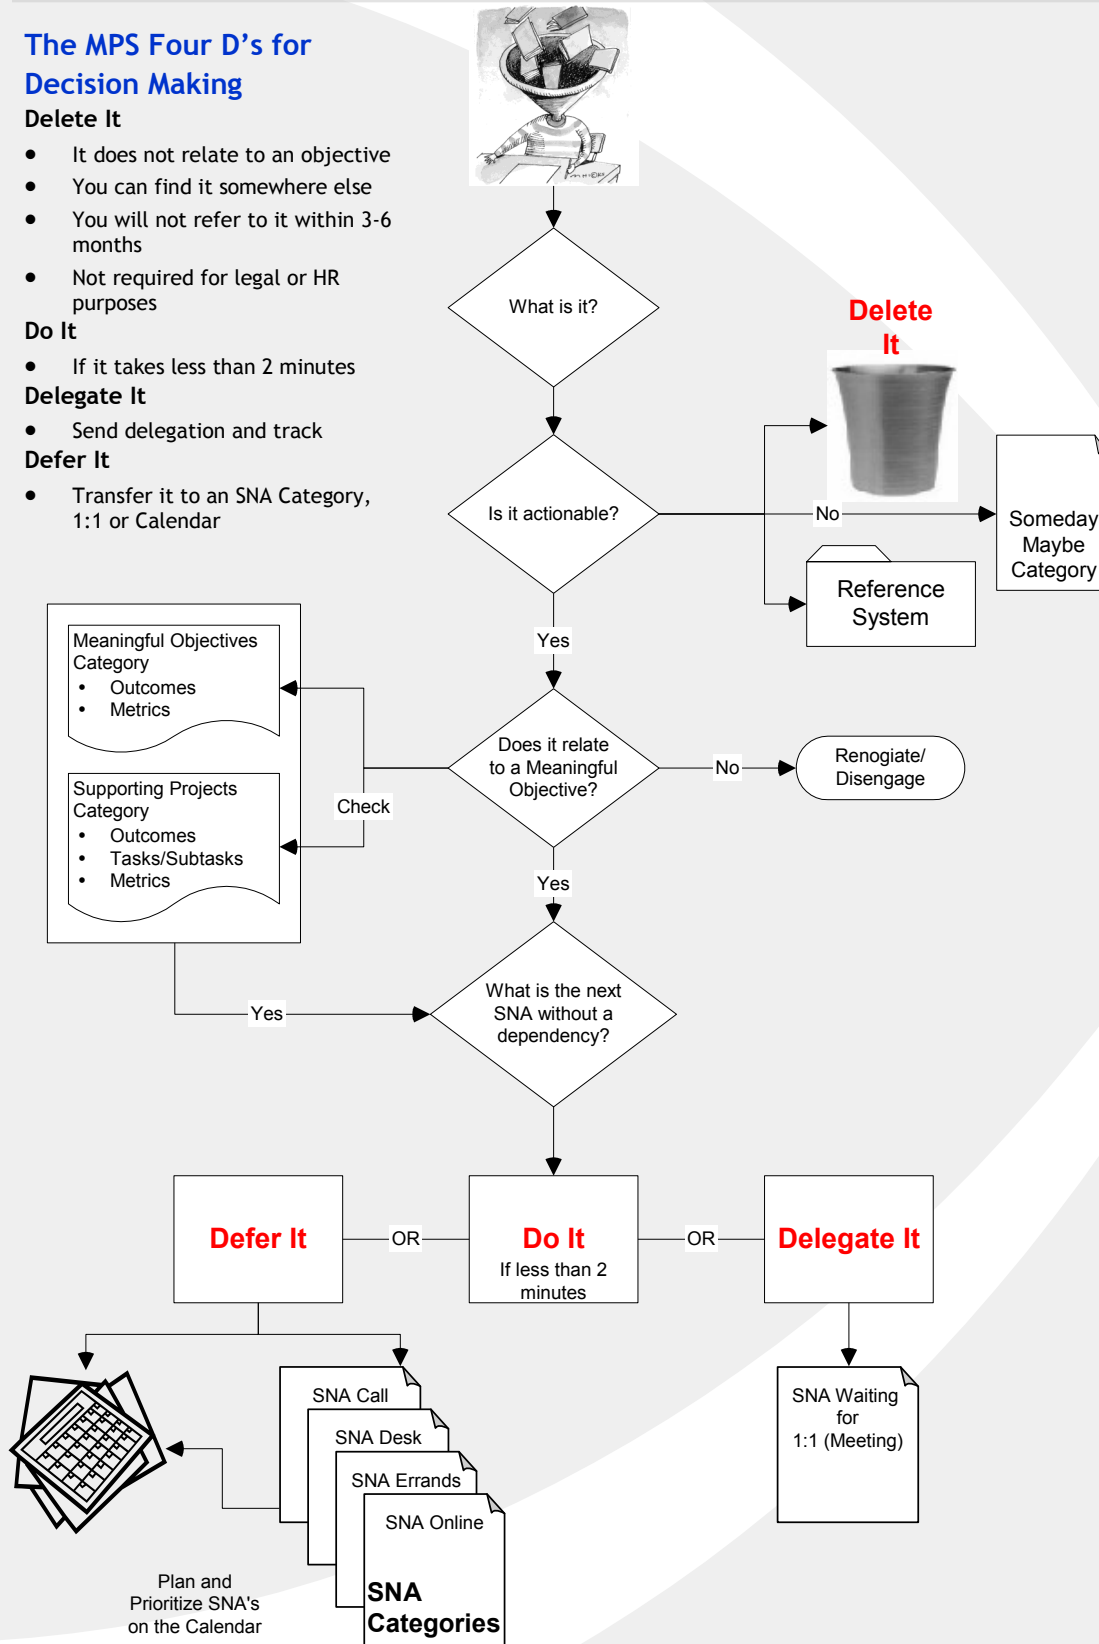 The MPS Four D’s for
Decision Making
Delete It
• It does not relate to an objective
• You can find it somewhere else
• You will not refer to it within 3-6
months
• Not required for legal or HR
purposes
Do It
• If it takes less than 2 minutes
Delegate It
• Send delegation and track
Defer It
• Transfer it to an SNA Category,
1:1 or Calendar
What is it?
Delete
It
Is it actionable?
No
Someday
Maybe
Category
Reference
System
Yes
Meaningful Objectives
Category
• Outcomes
• Metrics
Supporting Projects
Category
• Outcomes
• Tasks/Subtasks
• Metrics
Check
Does it relate
to a Meaningful
Objective?
No
Renogiate/
Disengage
Yes
Yes
What is the next
SNA without a
dependency?
Defer It
OR
Do It
If less than 2
minutes
OR
Delegate It
SNA Call
SNA Desk
SNA Errands
SNA Online
SNA
Categories
SNA Waiting
for
1:1 (Meeting)
Plan and
Prioritize SNA's
on the Calendar